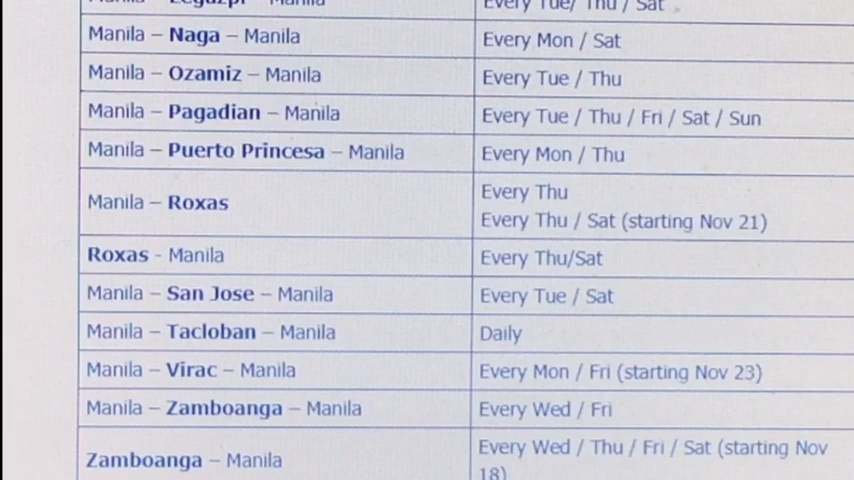 Manila – Legazpi – Manila Every Tue/ Thu / Sat
Manila – Naga – Manila Every Mon / Sat
Manila – Ozamiz – Manila Every Tue / Thu
Manila – Pagadian – Manila Every Tue / Thu / Fri / Sat / Sun
Manila – Puerto Princesa – Manila Every Mon / Thu
Manila – Roxas Every Thu
Every Thu / Sat (starting Nov 21)
Roxas - Manila Every Thu/Sat
Manila – San Jose – Manila Every Tue / Sat
Manila – Tacloban – Manila Daily
Manila – Virac – Manila Every Mon / Fri (starting Nov 23)
Manila – Zamboanga – Manila Every Wed / Fri
Zamboanga – Manila Every Wed / Thu / Fri / Sat (starting Nov
18)